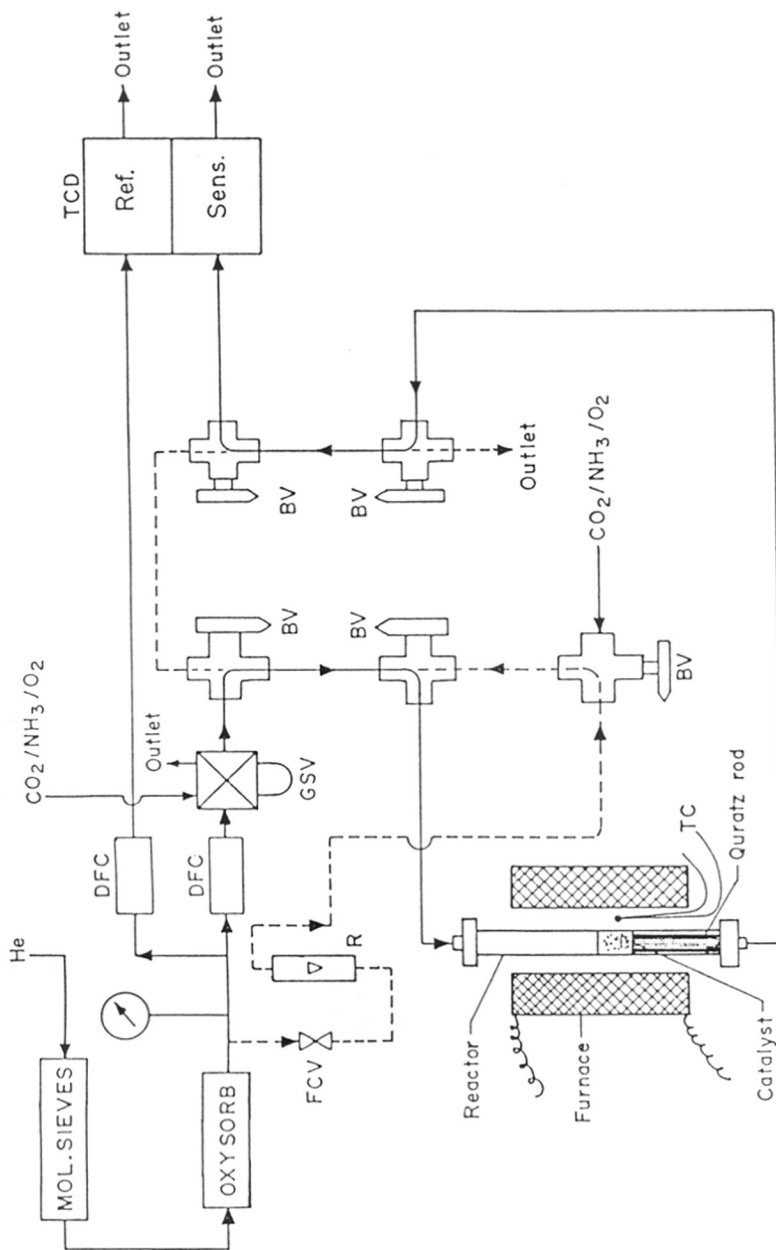 He
MOL.SIEVES
OXYSORB
FCV
R
DFC
DFC
CO2/NH3/O2
Outlet
GSV
BV
BV
BV
BV
BV
CO2/NH3/O2
Outlet
TCD
Ref.
Sens.
Outlet
Outlet
Reactor
Furnace
Catalyst
TC
Quratz rod